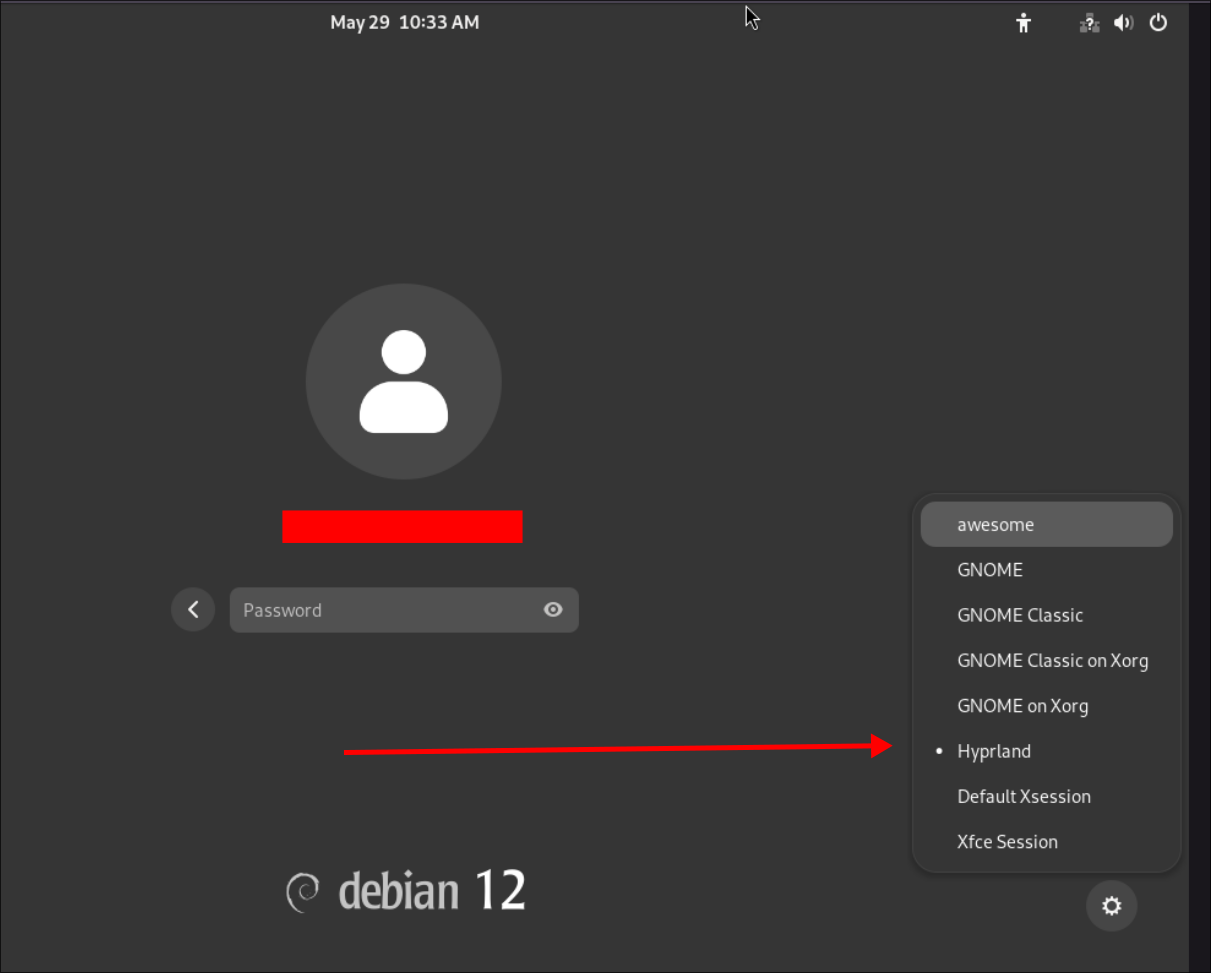 May 29 10:33 AM
Password
awesome
GNOME
GNOME Classic
GNOME Classic on Xorg
GNOME on Xorg
• Hyprland
Default Xsession
Xfce Session
debian 12